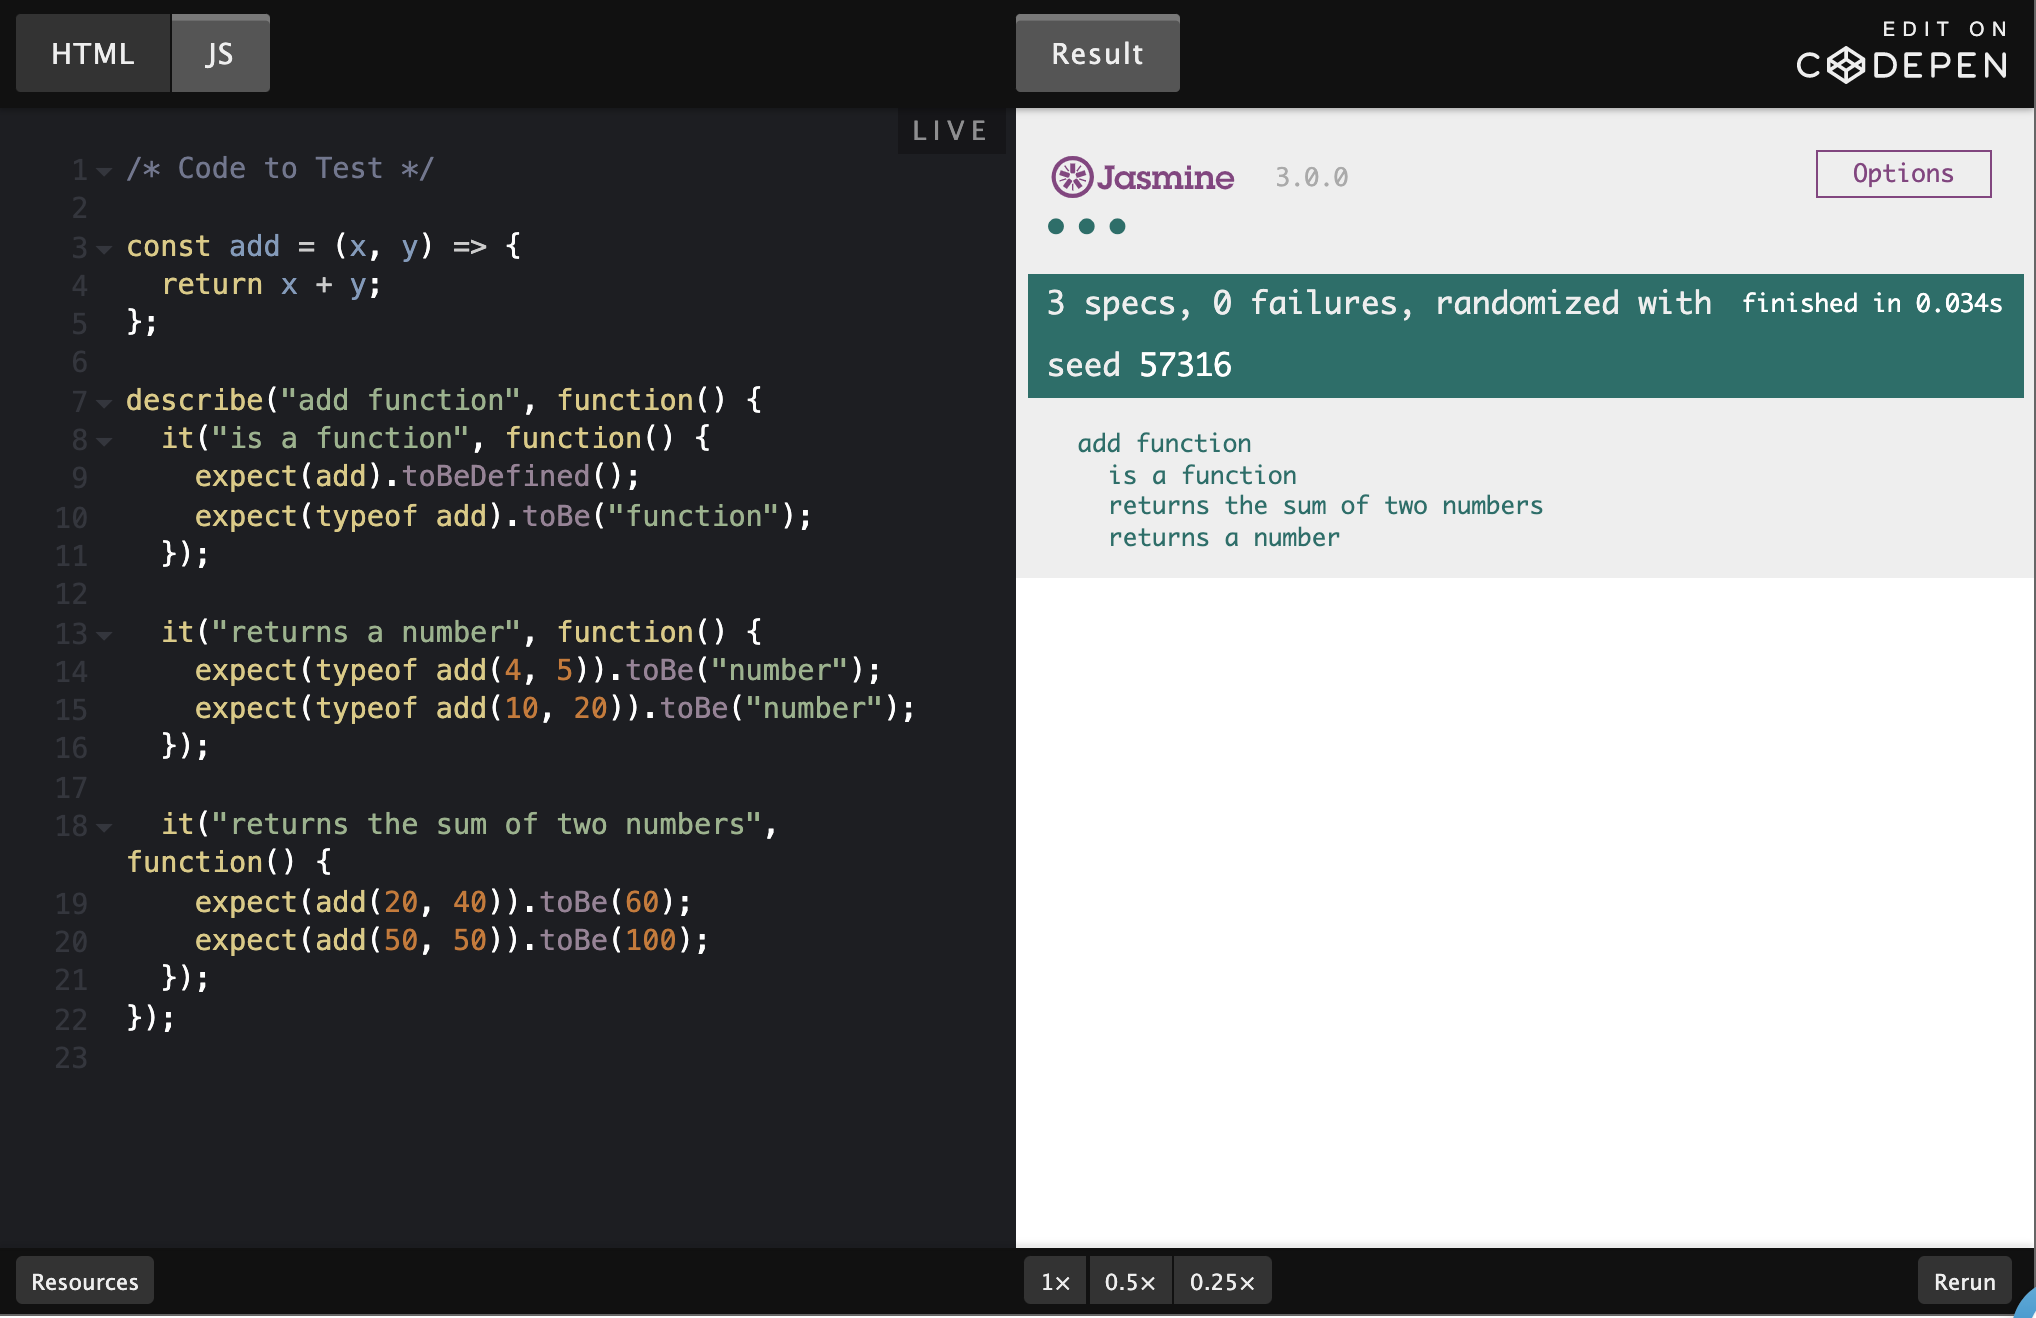 HTML
JS
Result
EDIT ON
CODEPEN
LIVE
1 /* Code to Test */
2
3 const add = (x, y) => {
4   return x + y;
5 };
6
7 describe("add function", function() {
8   it("is a function", function() {
9     expect(add).toBeDefined();
10     expect(typeof add).toBe("function");
11   });
12
13   it("returns a number", function() {
14     expect(typeof add(4, 5)).toBe("number");
15     expect(typeof add(10, 20)).toBe("number");
16   });
17
18   it("returns the sum of two numbers",
function() {
19     expect(add(20, 40)).toBe(60);
20     expect(add(50, 50)).toBe(100);
21   });
22 });
23
Jasmine 3.0.0
Options
3 specs, 0 failures, randomized with finished in 0.034s
seed 57316
add function
is a function
returns the sum of two numbers
returns a number
Resources
1×
0.5×
0.25×
Rerun